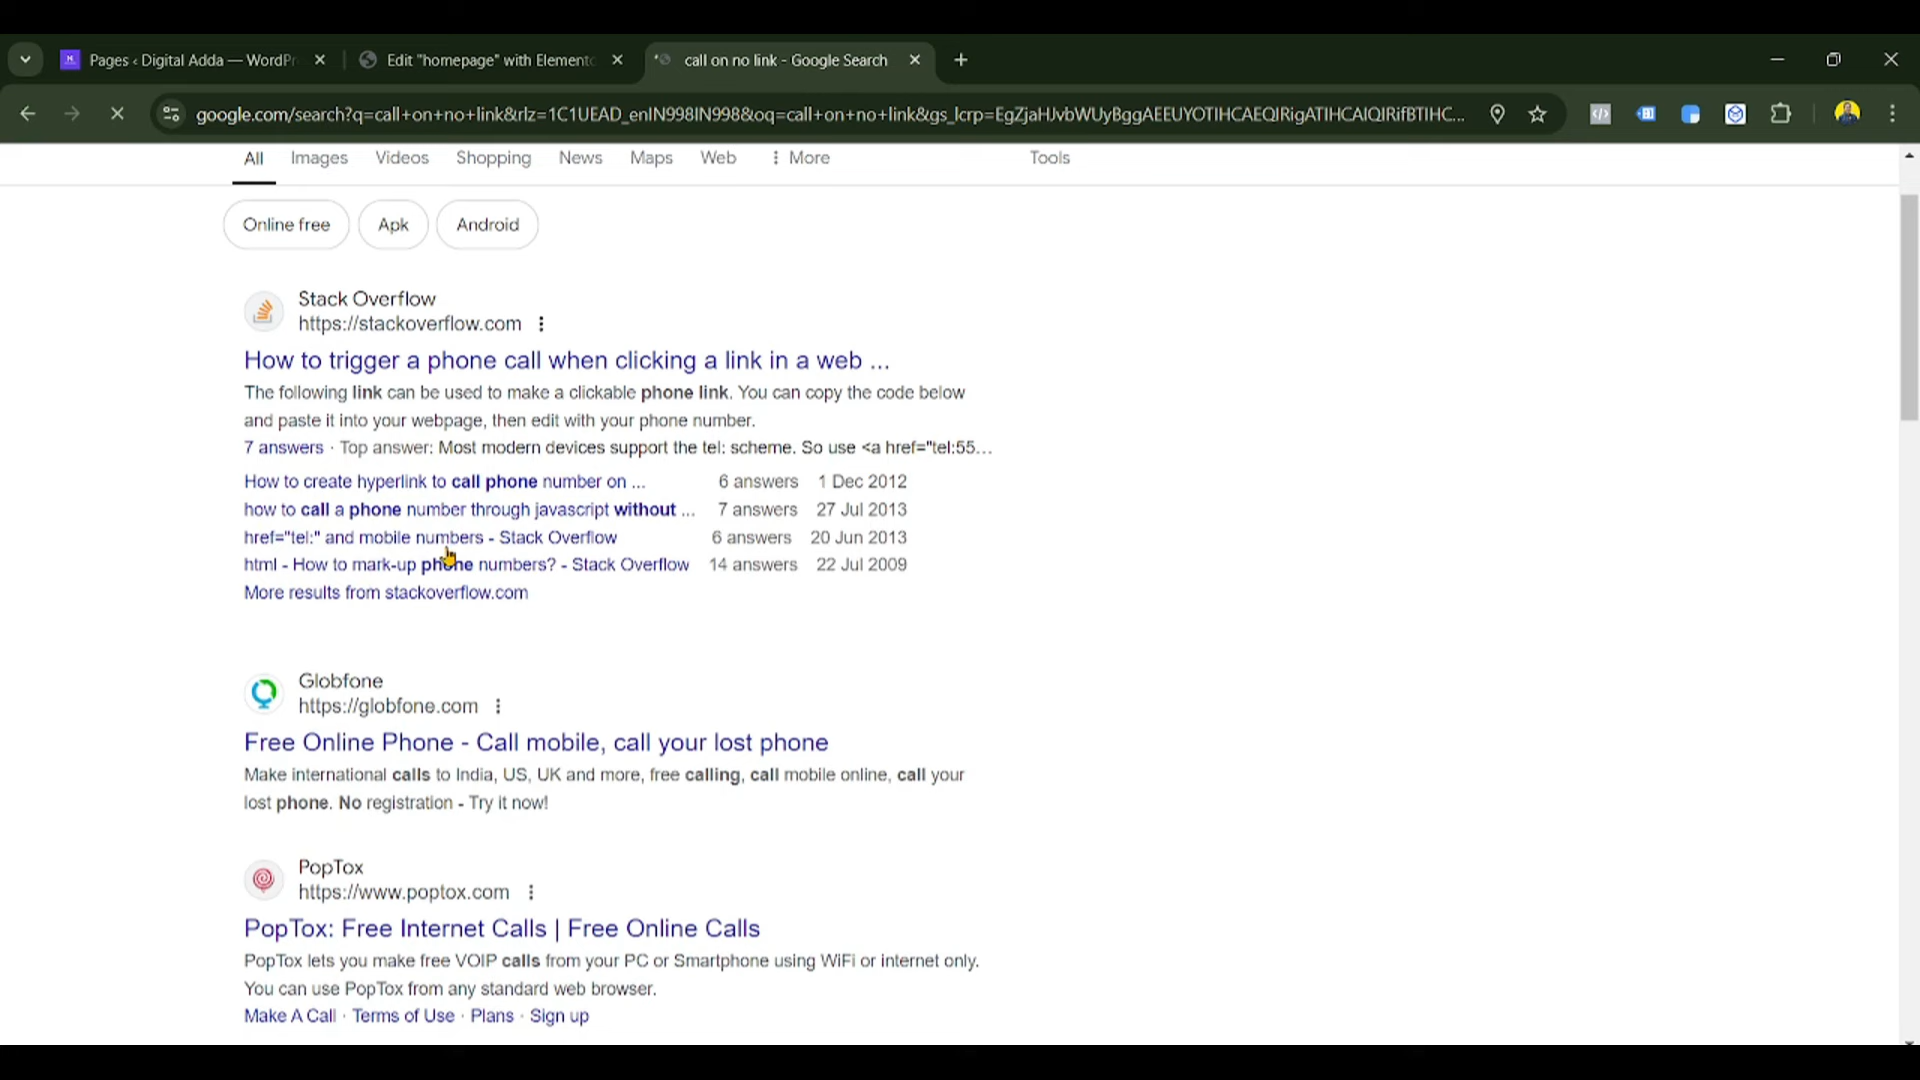 Pages ‹ Digital Adda — WordPr
Edit "homepage" with Elemento
call on no link - Google Search
google.com/search?q=call+on+no+link&rlz=1C1UEAD_enIN998IN998&oq=call+on+no+link&gs_lcrp=EgZjaHJvbWUyBggAEEUYOTIHCAEQIRigATIHCAIQIRifBTIHC...
All Images Videos Shopping News Maps Web More Tools
Online free Apk Android
Stack Overflow
https://stackoverflow.com
How to trigger a phone call when clicking a link in a web ...
The following link can be used to make a clickable phone link. You can copy the code below
and paste it into your webpage, then edit with your phone number.
7 answers · Top answer: Most modern devices support the tel: scheme. So use <a href="tel:55...
How to create hyperlink to call phone number on ... 6 answers 1 Dec 2012
how to call a phone number through javascript without ... 7 answers 27 Jul 2013
href="tel:" and mobile numbers - Stack Overflow 6 answers 20 Jun 2013
html - How to mark-up phone numbers? - Stack Overflow 14 answers 22 Jul 2009
More results from stackoverflow.com
Globfone
https://globfone.com
Free Online Phone - Call mobile, call your lost phone
Make international calls to India, US, UK and more, free calling, call mobile online, call your
lost phone. No registration - Try it now!
PopTox
https://www.poptox.com
PopTox: Free Internet Calls | Free Online Calls
PopTox lets you make free VOIP calls from your PC or Smartphone using WiFi or internet only.
You can use PopTox from any standard web browser.
Make A Call · Terms of Use · Plans · Sign up